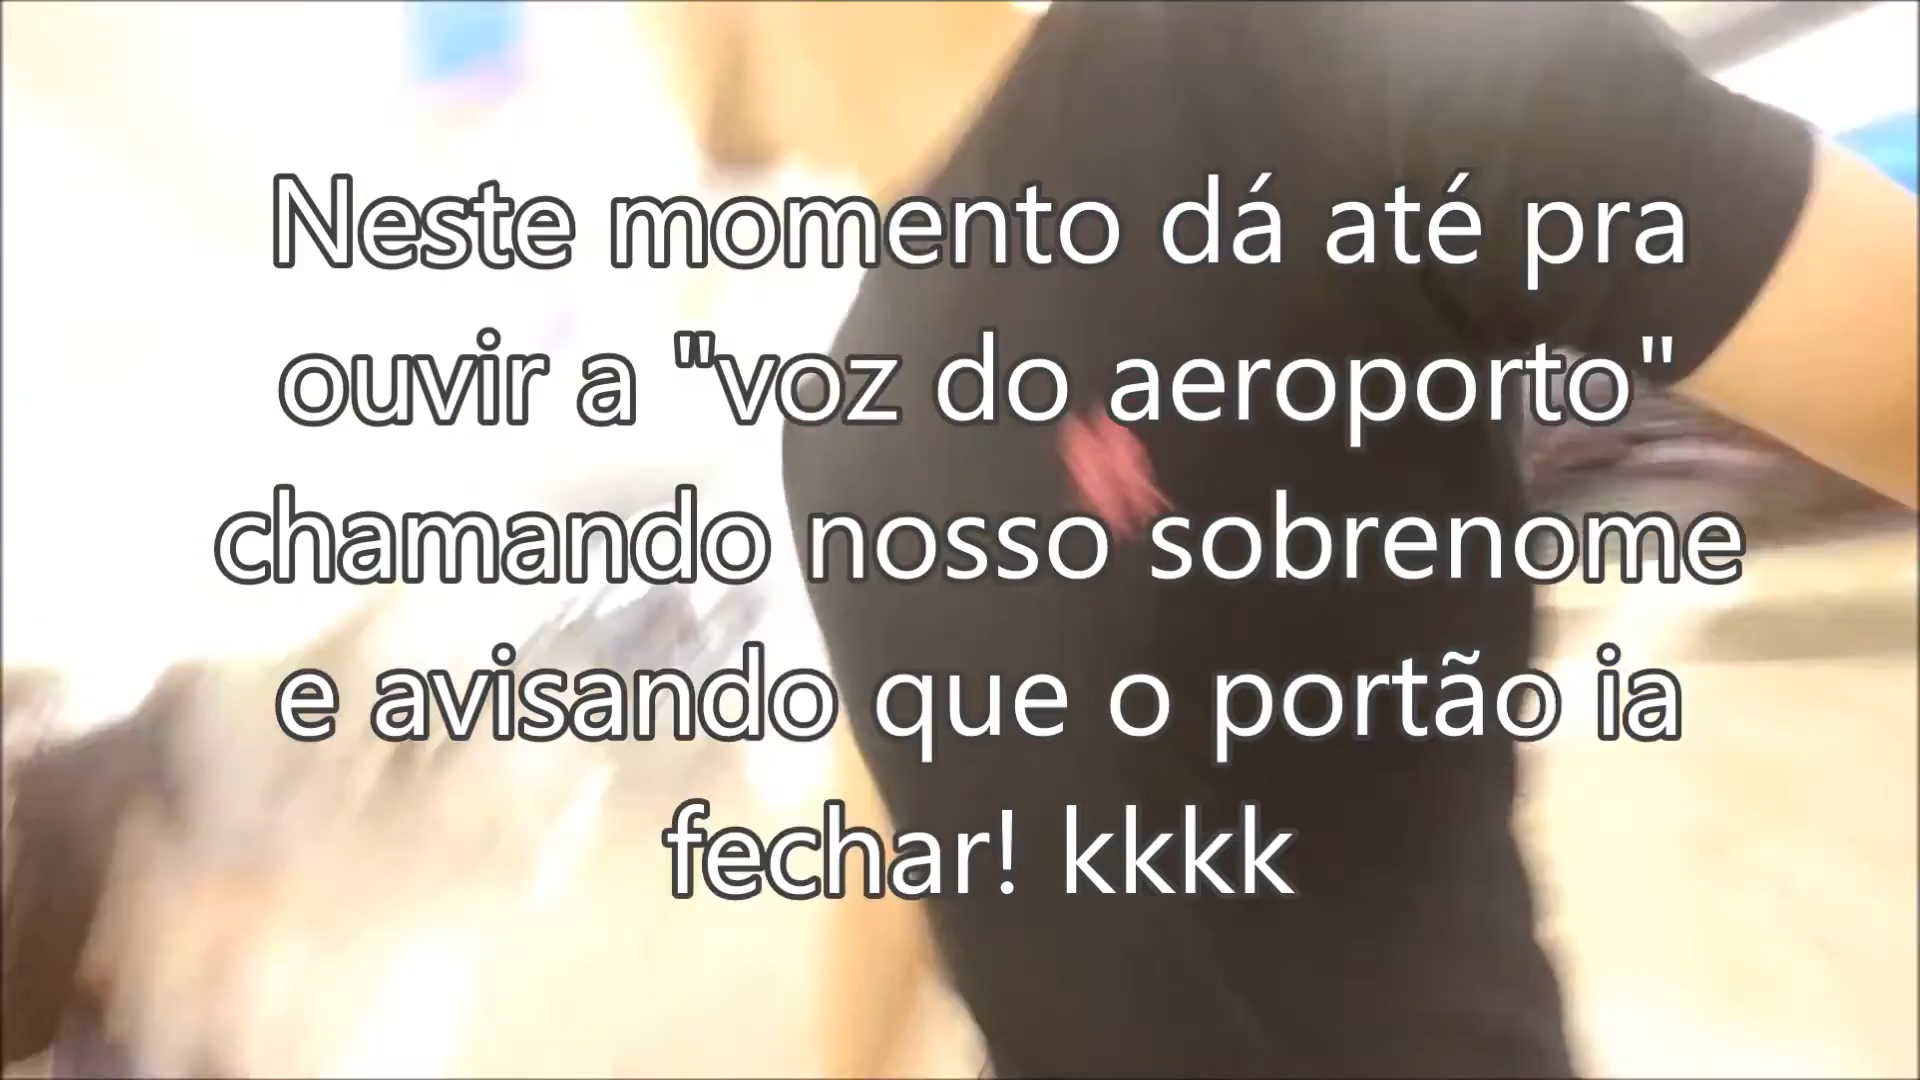 Neste momento dá até pra
ouvir a "voz do aeroporto"
chamando nosso sobrenome
e avisando que o portão ia
fechar! kkkk